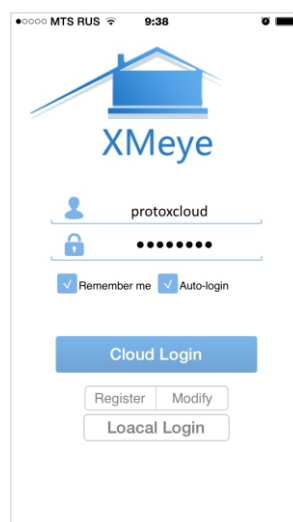 MTS RUS 9:38
XMeye
protoxcloud
••••••••
Remember me Auto-login
Cloud Login
Register Modify
Loacal Login